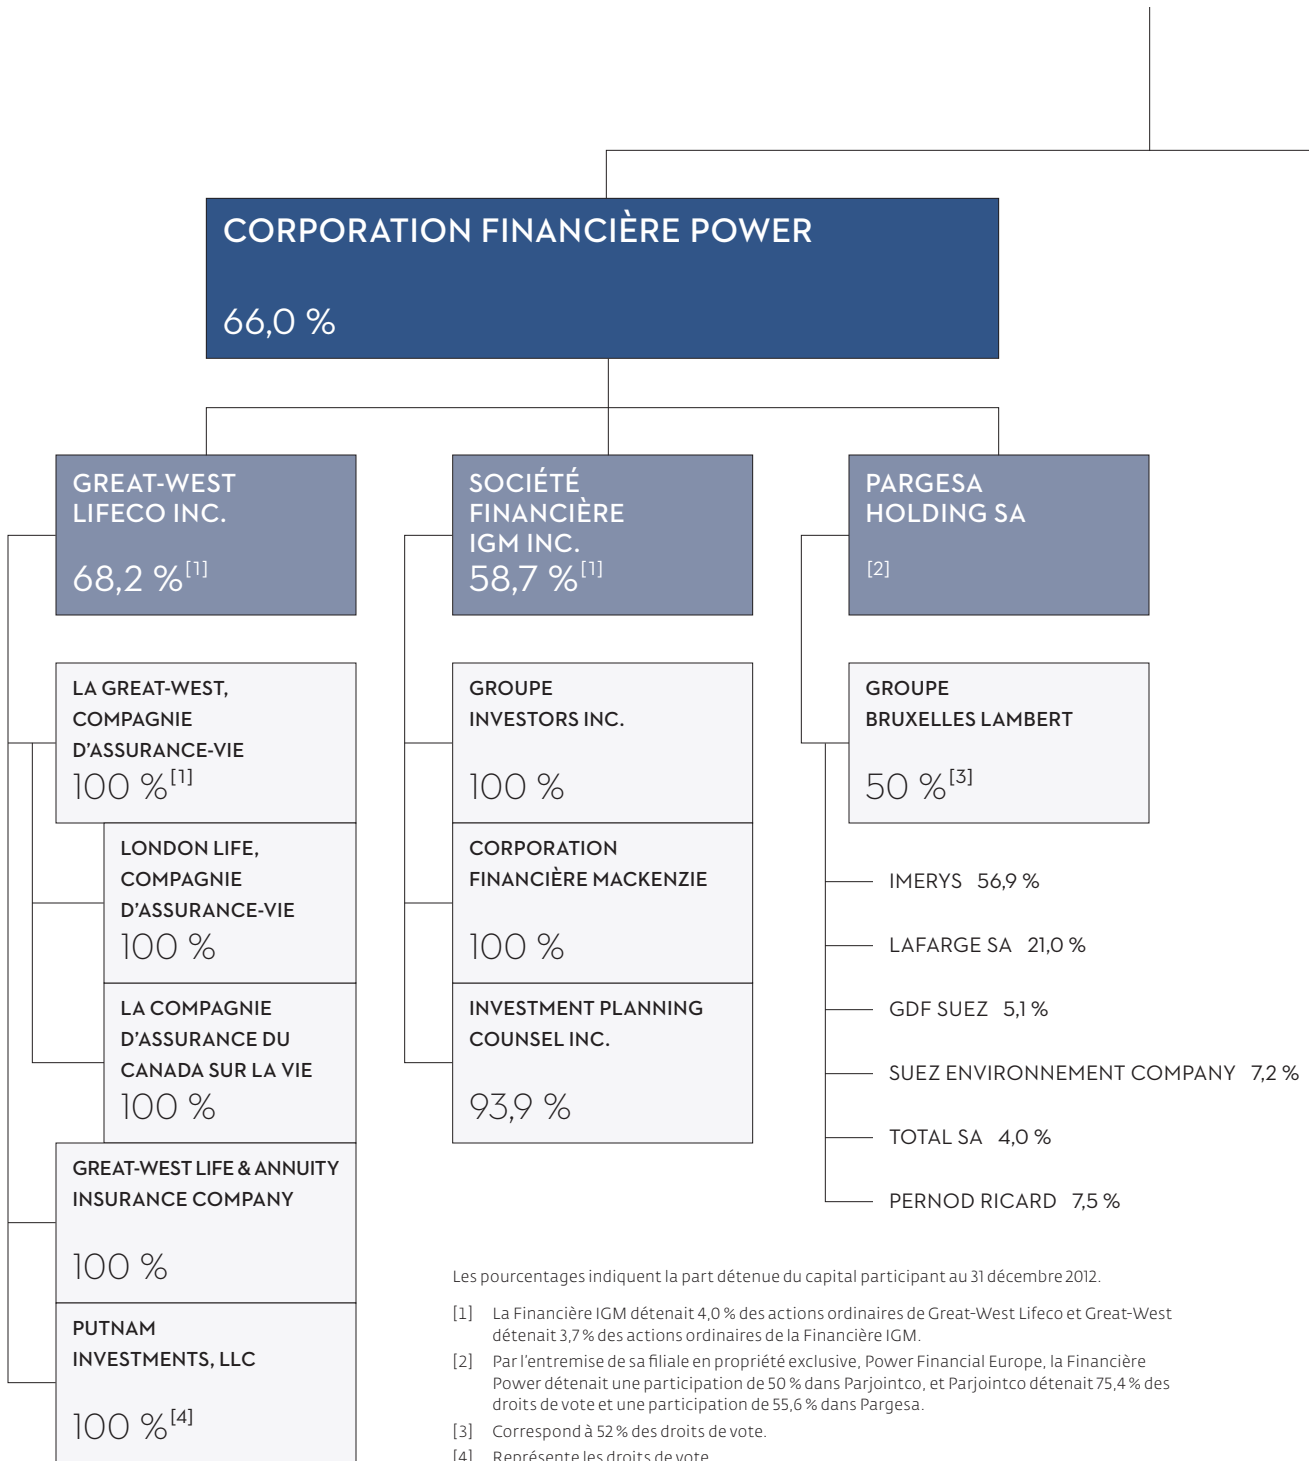 CORPORATION FINANCIÈRE POWER
66,0 %
GREAT-WEST
LIFECO INC.
68,2 %[1]
SOCIÉTÉ
FINANCIÈRE
IGM INC.
58,7 %[1]
PARGESA
HOLDING SA
[2]
LA GREAT-WEST,
COMPAGNIE
D'ASSURANCE-VIE
100 %[1]
LONDON LIFE,
COMPAGNIE
D'ASSURANCE-VIE
100 %
LA COMPAGNIE
D'ASSURANCE DU
CANADA SUR LA VIE
100 %
GREAT-WEST LIFE & ANNUITY
INSURANCE COMPANY
100 %
PUTNAM
INVESTMENTS, LLC
100 %[4]
GROUPE
INVESTORS INC.
100 %
CORPORATION
FINANCIÈRE MACKENZIE
100 %
INVESTMENT PLANNING
COUNSEL INC.
93,9 %
GROUPE
BRUXELLES LAMBERT
50 %[3]
IMERYS 56,9 %
LAFARGE SA 21,0 %
GDF SUEZ 5,1 %
SUEZ ENVIRONNEMENT COMPANY 7,2 %
TOTAL SA 4,0 %
PERNOD RICARD 7,5 %
Les pourcentages indiquent la part détenue du capital participant au 31 décembre 2012.
[1] La Financière IGM détenait 4,0 % des actions ordinaires de Great-West Lifeco et Great-West
détenait 3,7 % des actions ordinaires de la Financière IGM.
[2] Par l'entremise de sa filiale en propriété exclusive, Power Financial Europe, la Financière
Power détenait une participation de 50 % dans Parjointco, et Parjointco détenait 75,4 % des
droits de vote et une participation de 55,6 % dans Pargesa.
[3] Correspond à 52 % des droits de vote.
[4] Représente les droits de vote.